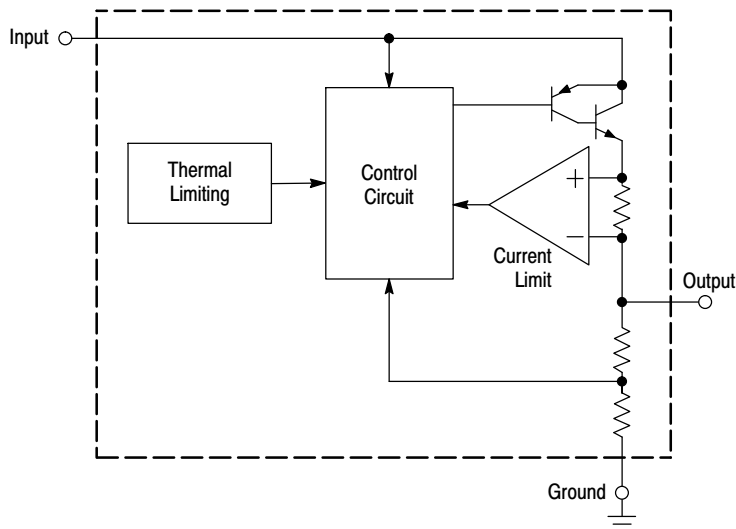 Input
Thermal
Limiting
Control
Circuit
+
−
Current
Limit
Output
Ground